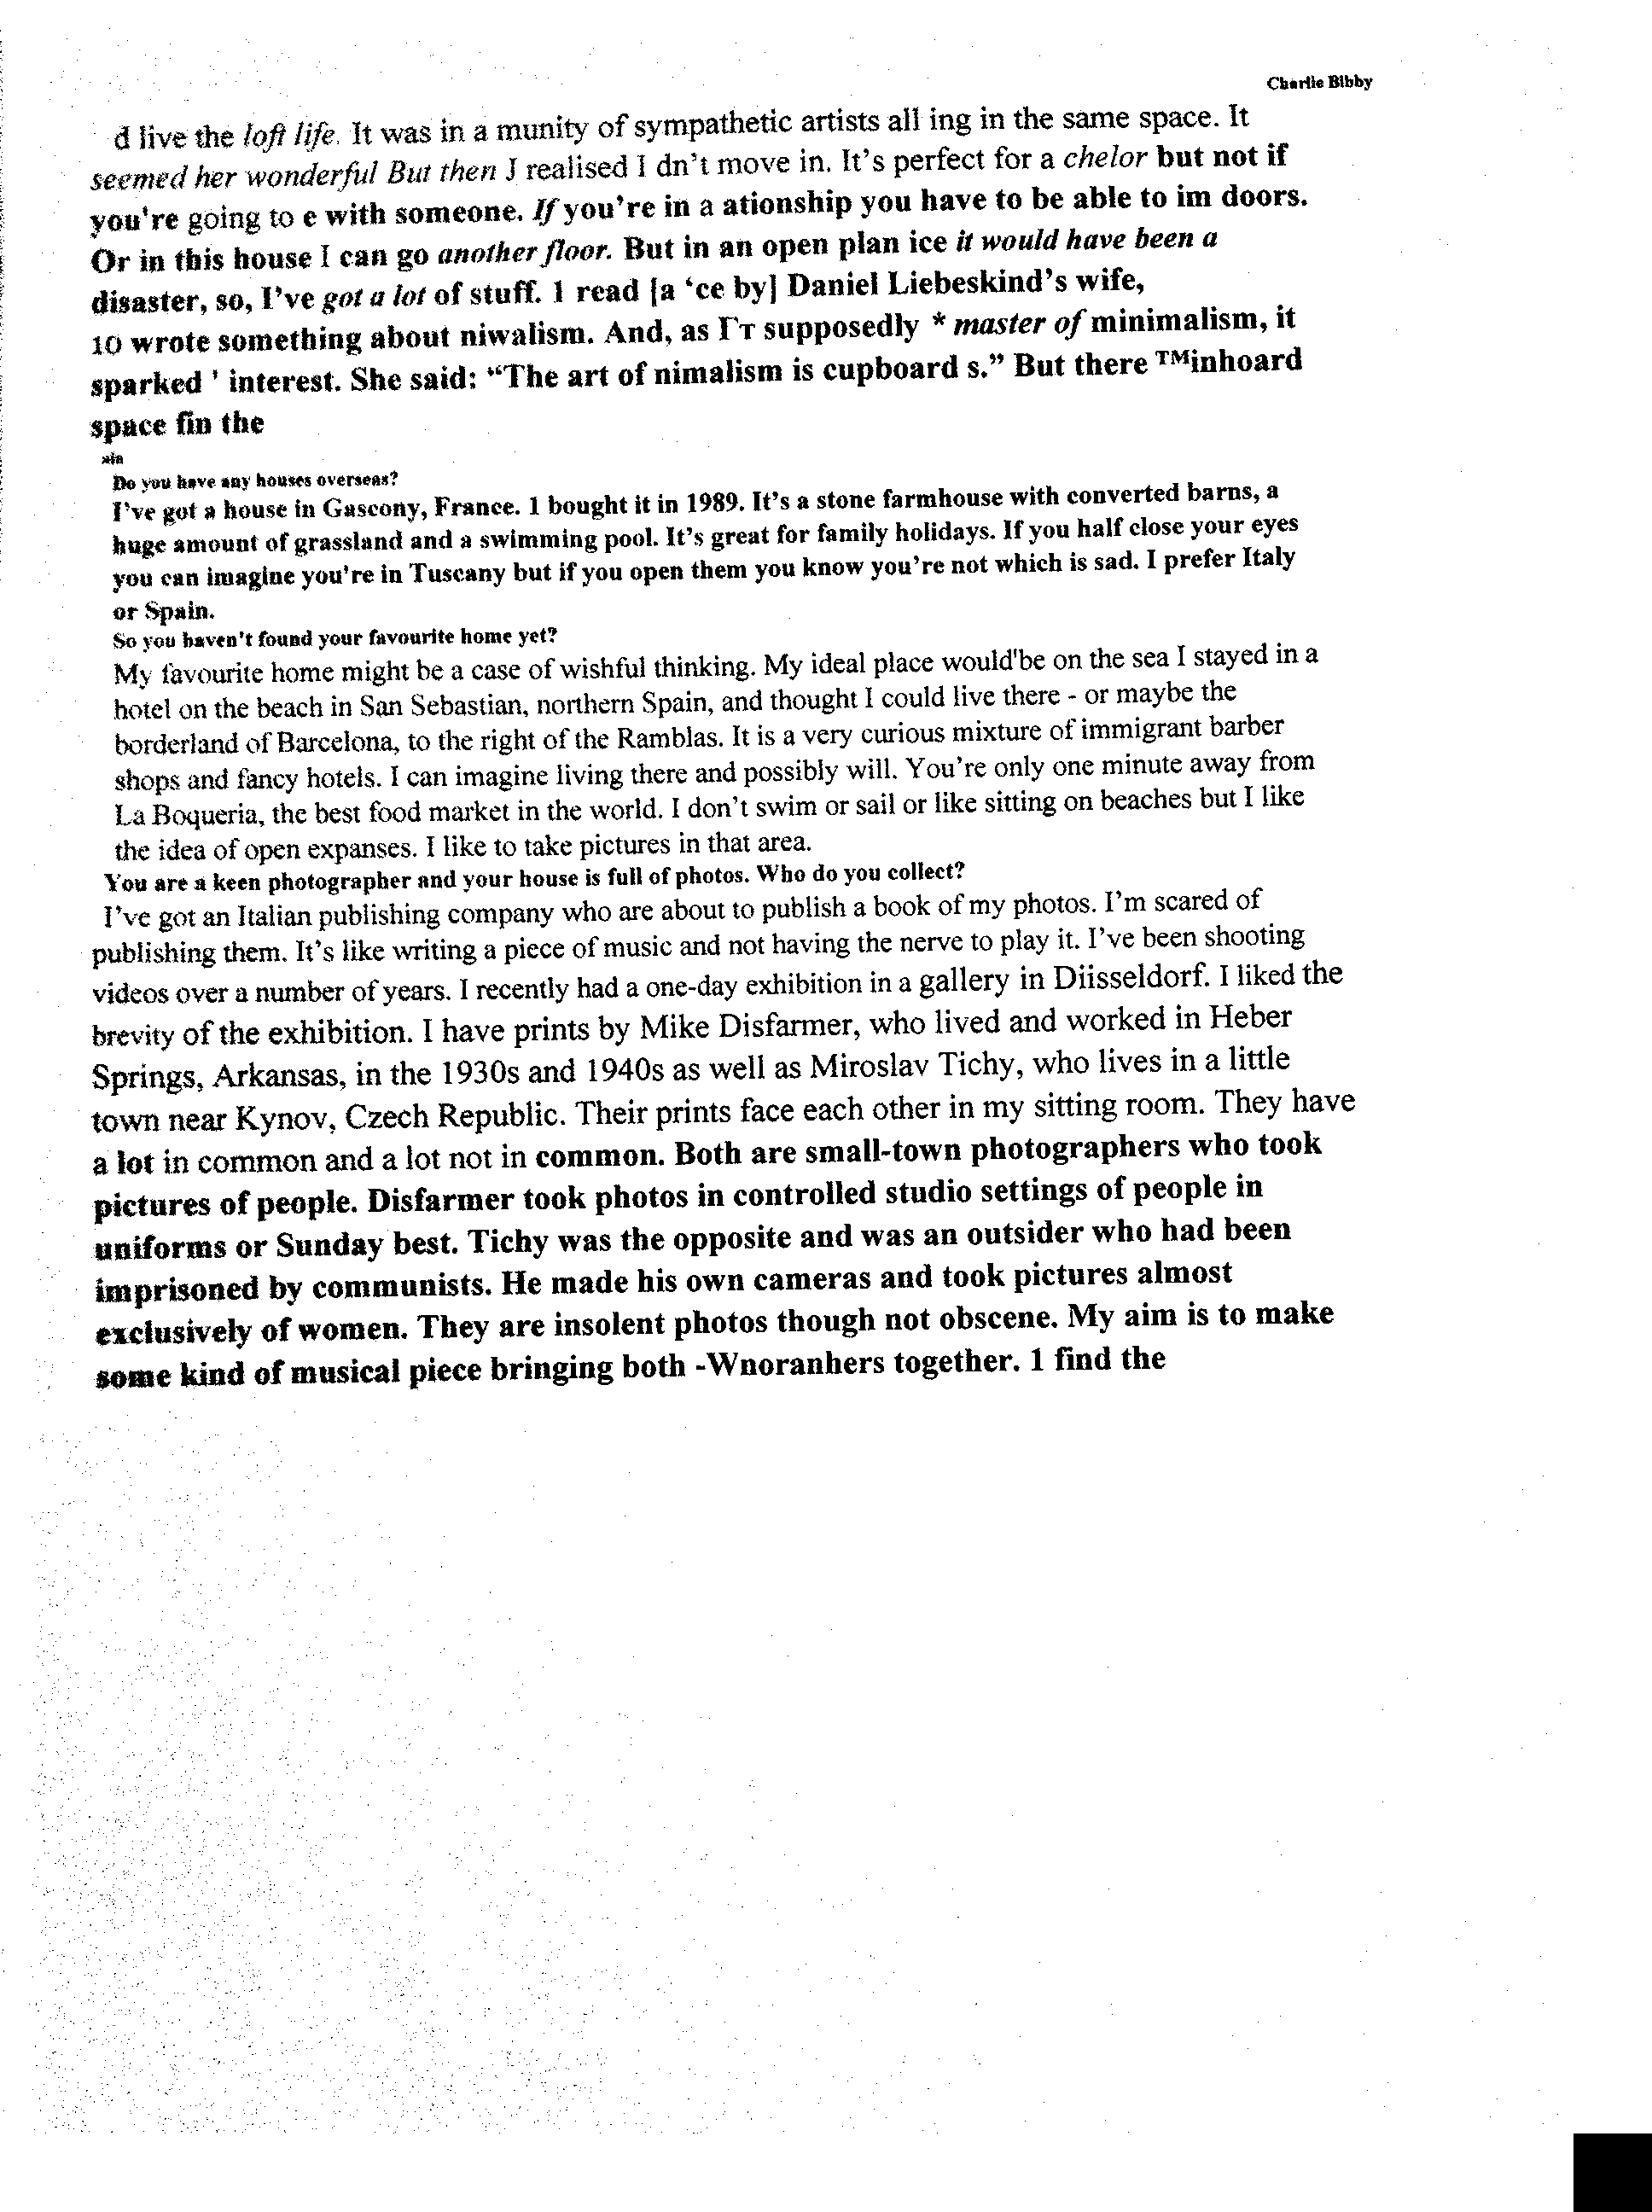 Charlie Bibby
d live the loft life. It was in a munity of sympathetic artists all ing in the same space. It
seemed her wonderful But then J realised I dn't move in. It's perfect for a chelor but not if
you're going to e with someone. If you're in a ationship you have to be able to im doors.
Or in this house I can go another floor. But in an open plan ice it would have been a
disaster, so, I've got a lot of stuff. 1 read [a 'ce by] Daniel Liebeskind's wife,
10 wrote something about niwalism. And, as Γт supposedly * master of minimalism, it
sparked ' interest. She said: "The art of nimalism is cupboard s." But there ™inhoard
space fin the
Do you have any houses overseas?
I've got a house in Gascony, France. 1 bought it in 1989. It's a stone farmhouse with converted barns, a
huge amount of grassland and a swimming pool. It's great for family holidays. If you half close your eyes
you can imagine you're in Tuscany but if you open them you know you're not which is sad. I prefer Italy
or Spain.
So you haven't found your favourite home yet?
My favourite home might be a case of wishful thinking. My ideal place would'be on the sea I stayed in a
hotel on the beach in San Sebastian, northern Spain, and thought I could live there - or maybe the
borderland of Barcelona, to the right of the Ramblas. It is a very curious mixture of immigrant barber
shops and fancy hotels. I can imagine living there and possibly will. You're only one minute away from
La Boqueria, the best food market in the world. I don't swim or sail or like sitting on beaches but I like
the idea of open expanses. I like to take pictures in that area.
You are a keen photographer and your house is full of photos. Who do you collect?
I've got an Italian publishing company who are about to publish a book of my photos. I'm scared of
publishing them. It's like writing a piece of music and not having the nerve to play it. I've been shooting
videos over a number of years. I recently had a one-day exhibition in a gallery in Diisseldorf. I liked the
brevity of the exhibition. I have prints by Mike Disfarmer, who lived and worked in Heber
Springs, Arkansas, in the 1930s and 1940s as well as Miroslav Tichy, who lives in a little
town near Kynov, Czech Republic. Their prints face each other in my sitting room. They have
a lot in common and a lot not in common. Both are small-town photographers who took
pictures of people. Disfarmer took photos in controlled studio settings of people in
uniforms or Sunday best. Tichy was the opposite and was an outsider who had been
imprisoned by communists. He made his own cameras and took pictures almost
exclusively of women. They are insolent photos though not obscene. My aim is to make
some kind of musical piece bringing both -Wnoranhers together. 1 find the